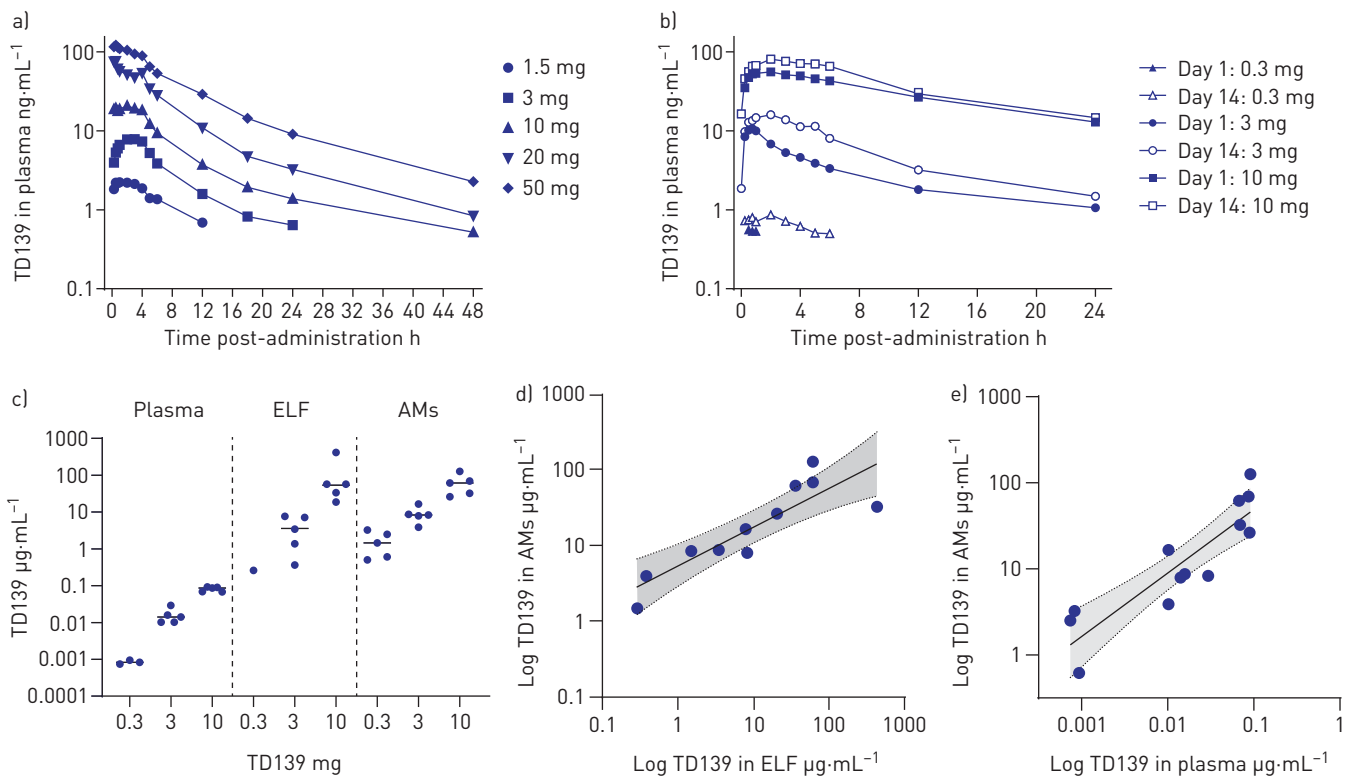 a)
100
10
1
0.1
TD139 in plasma ng·mL⁻¹
0 4 8 12 16 20 24 28 32 36 40 44 48
Time post-administration h
1.5 mg
3 mg
10 mg
20 mg
50 mg
b)
100
10
1
0.1
TD139 in plasma ng·mL⁻¹
0 4 8 12 16 20 24
Time post-administration h
Day 1: 0.3 mg
Day 14: 0.3 mg
Day 1: 3 mg
Day 14: 3 mg
Day 1: 10 mg
Day 14: 10 mg
c)
Plasma ELF AMs
1000
100
10
1
0.1
0.01
0.001
0.0001
TD139 μg·mL⁻¹
0.3 3 10 0.3 3 10 0.3 3 10
TD139 mg
d)
1000
100
10
1
0.1
Log TD139 in AMs μg·mL⁻¹
0.1 1 10 100 1000
Log TD139 in ELF μg·mL⁻¹
e)
1000
100
10
1
Log TD139 in AMs μg·mL⁻¹
0.001 0.01 0.1 1
Log TD139 in plasma μg·mL⁻¹